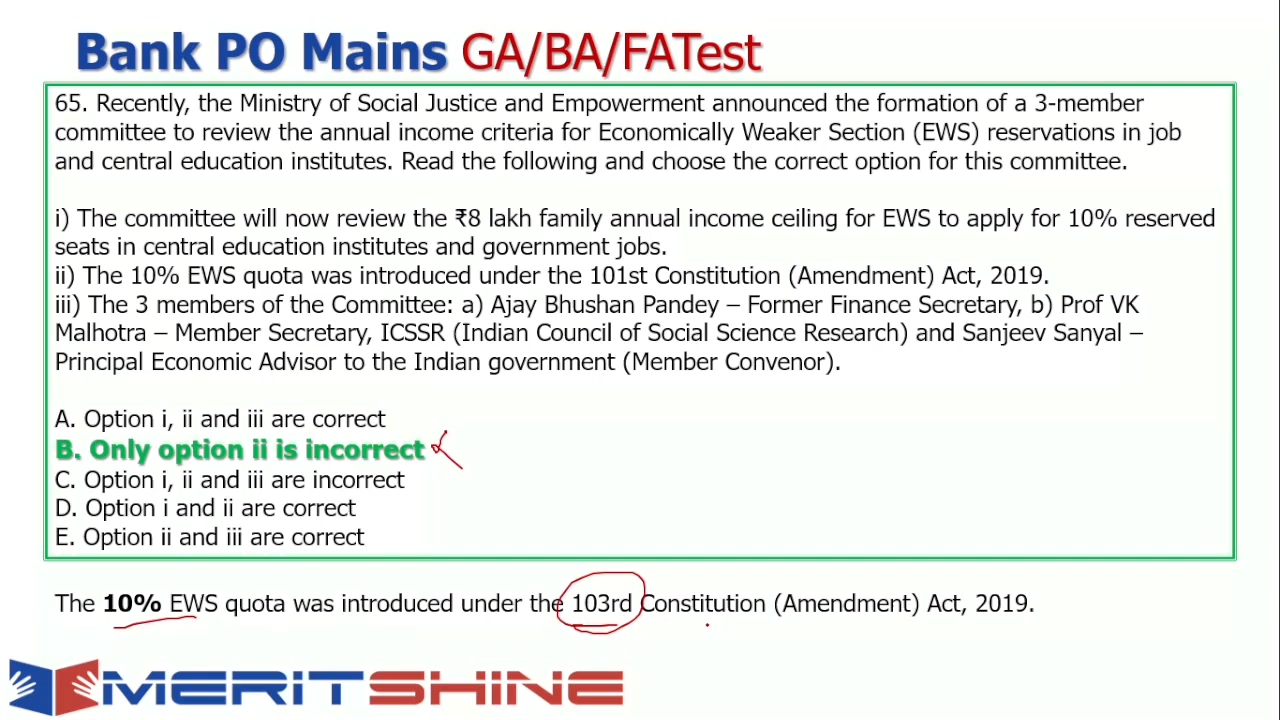 Bank PO Mains GA/BA/FATest
65. Recently, the Ministry of Social Justice and Empowerment announced the formation of a 3-member
committee to review the annual income criteria for Economically Weaker Section (EWS) reservations in job
and central education institutes. Read the following and choose the correct option for this committee.
i) The committee will now review the ₹8 lakh family annual income ceiling for EWS to apply for 10% reserved
seats in central education institutes and government jobs.
ii) The 10% EWS quota was introduced under the 101st Constitution (Amendment) Act, 2019.
iii) The 3 members of the Committee: a) Ajay Bhushan Pandey – Former Finance Secretary, b) Prof VK
Malhotra – Member Secretary, ICSSR (Indian Council of Social Science Research) and Sanjeev Sanyal –
Principal Economic Advisor to the Indian government (Member Convenor).
A. Option i, ii and iii are correct
B. Only option ii is incorrect
C. Option i, ii and iii are incorrect
D. Option i and ii are correct
E. Option ii and iii are correct
The 10% EWS quota was introduced under the 103rd Constitution (Amendment) Act, 2019.
MERITSHINE